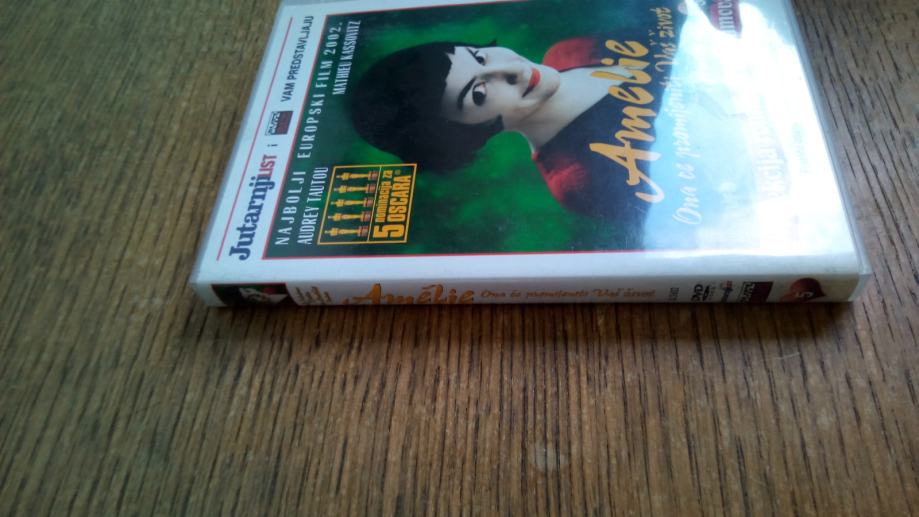 Jutarnji LIST i VAM PREDSTAVLJAJU
NAJBOLJI EUROPSKI FILM 2002.
AUDREY TAUTOU MATHIEU KASSOVITZ
5 nominacija za
OSCARA®
Amélie
Ona će promijeniti Vaš život
Amélie Ona će promijeniti Vaš život DVD